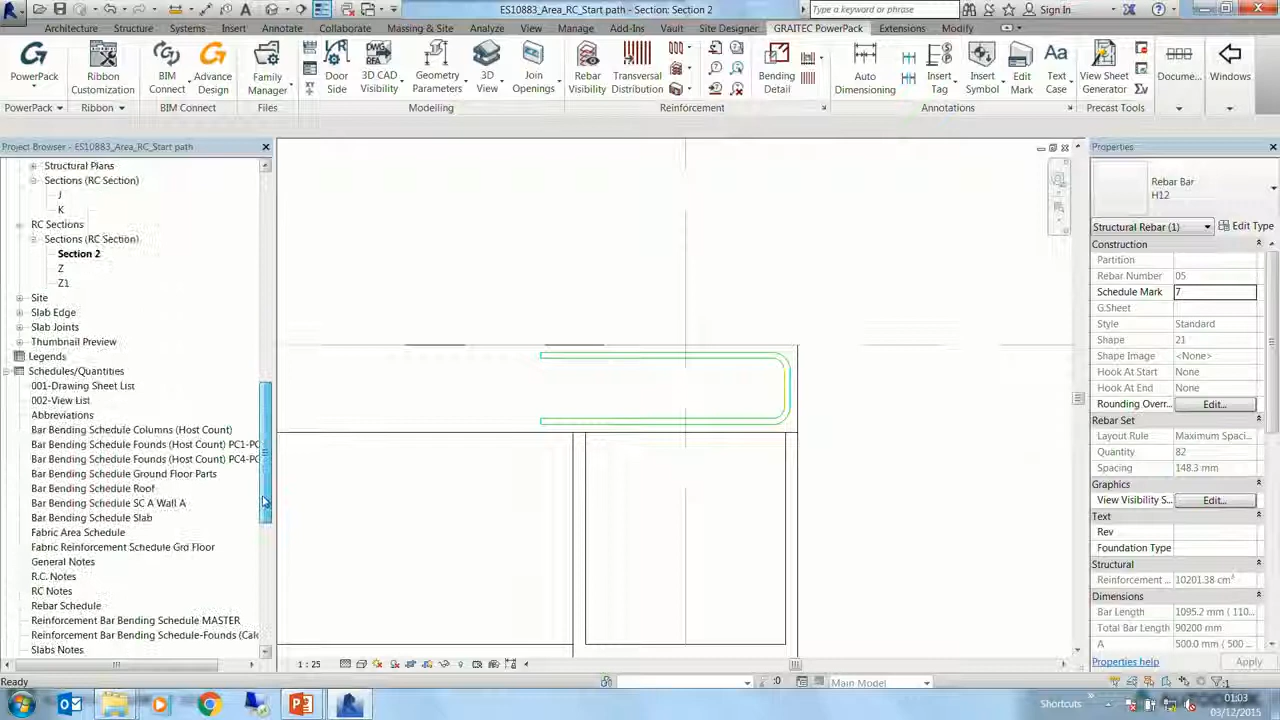 ES10883_Area_RC_Start path - Section: Section 2
Type a keyword or phrase
Sign In
Architecture Structure Systems Insert Annotate Collaborate Massing & Site Analyze View Manage Add-Ins Vault Site Designer GRAITEC PowerPack Extensions Modify
PowerPack
Ribbon Customization
BIM Connect
Advance Design
Family Manager
Door Side
3D CAD Visibility
Geometry Parameters
3D View
Join Openings
Rebar Visibility
Transversal Distribution
Bending Detail
Auto Dimensioning
Insert Tag
Insert Symbol
Edit Mark
Text Case
View Sheet Generator
Docume...
Windows
PowerPack Ribbon BIM Connect Files Modelling Reinforcement Annotations Precast Tools
Project Browser - ES10883_Area_RC_Start path
Structural Plans
Sections (RC Section)
J
K
RC Sections
Sections (RC Section)
Section 2
Z
Z1
Site
Slab Edge
Slab Joints
Thumbnail Preview
Legends
Schedules/Quantities
001-Drawing Sheet List
002-View List
Abbreviations
Bar Bending Schedule Columns (Host Count)
Bar Bending Schedule Founds (Host Count) PC1-PC
Bar Bending Schedule Founds (Host Count) PC4-PC
Bar Bending Schedule Ground Floor Parts
Bar Bending Schedule Roof
Bar Bending Schedule SC A Wall A
Bar Bending Schedule Slab
Fabric Area Schedule
Fabric Reinforcement Schedule Grd Floor
General Notes
R.C. Notes
RC Notes
Rebar Schedule
Reinforcement Bar Bending Schedule MASTER
Reinforcement Bar Bending Schedule-Founds (Calc
Slabs Notes
Properties
Rebar Bar
H12
Structural Rebar (1) Edit Type
Construction
Partition
Rebar Number 05
Schedule Mark 7
G.Sheet
Style Standard
Shape 21
Shape Image <None>
Hook At Start None
Hook At End None
Rounding Overr... Edit...
Rebar Set
Layout Rule Maximum Spaci...
Quantity 82
Spacing 148.3 mm
Graphics
View Visibility S... Edit...
Text
Rev
Foundation Type
Structural
Reinforcement ... 10201.38 cm³
Dimensions
Bar Length 1095.2 mm ( 110...
Total Bar Length 90200 mm
A 500.0 mm ( 500 ...
Properties help Apply
1 : 25
Ready
:0
Main Model
:1
Shortcuts
01:03
03/12/2015